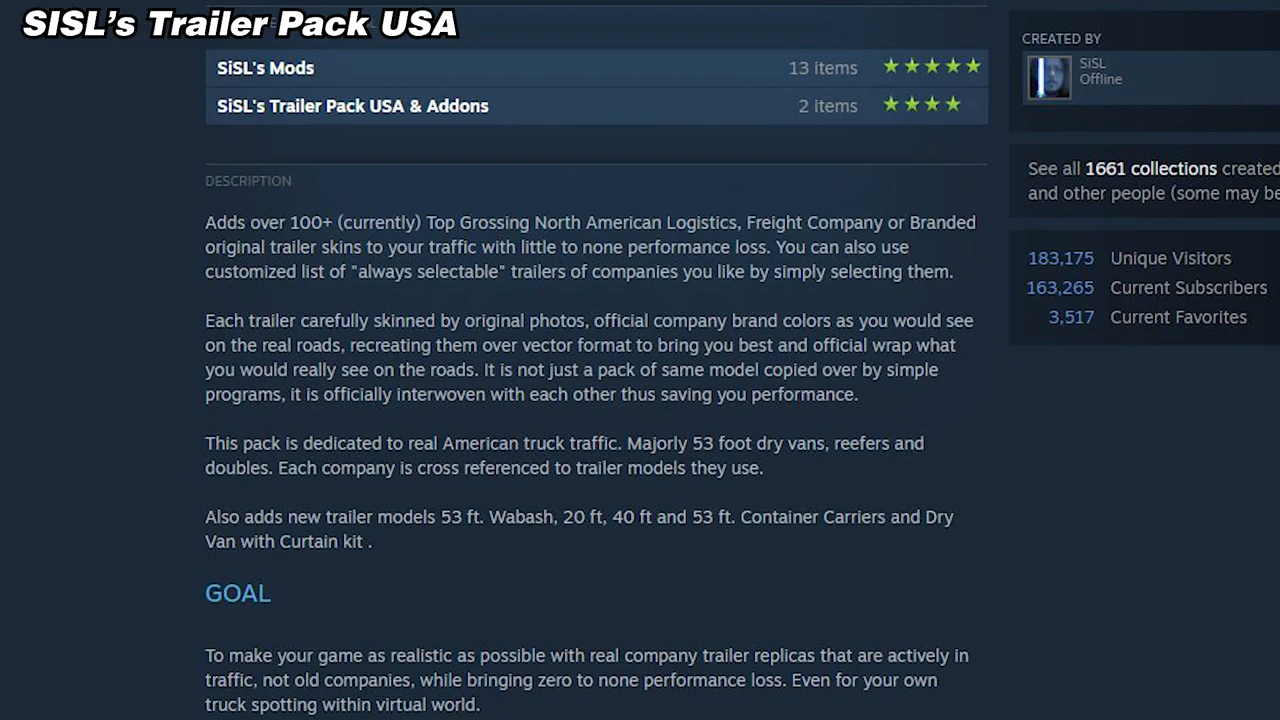 SISL’s Trailer Pack USA
SiSL's Mods 13 items
SiSL's Trailer Pack USA & Addons 2 items
DESCRIPTION
Adds over 100+ (currently) Top Grossing North American Logistics, Freight Company or Branded
original trailer skins to your traffic with little to none performance loss. You can also use
customized list of "always selectable" trailers of companies you like by simply selecting them.
Each trailer carefully skinned by original photos, official company brand colors as you would see
on the real roads, recreating them over vector format to bring you best and official wrap what
you would really see on the roads. It is not just a pack of same model copied over by simple
programs, it is officially interwoven with each other thus saving you performance.
This pack is dedicated to real American truck traffic. Majorly 53 foot dry vans, reefers and
doubles. Each company is cross referenced to trailer models they use.
Also adds new trailer models 53 ft. Wabash, 20 ft, 40 ft and 53 ft. Container Carriers and Dry
Van with Curtain kit .
GOAL
To make your game as realistic as possible with real company trailer replicas that are actively in
traffic, not old companies, while bringing zero to none performance loss. Even for your own
truck spotting within virtual world.
CREATED BY
SiSL
Offline
See all 1661 collections created
and other people (some may be
183,175 Unique Visitors
163,265 Current Subscribers
3,517 Current Favorites